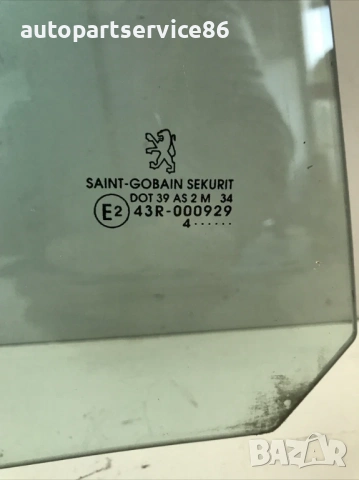 autopartservice86
SAINT-GOBAIN SEKURIT
DOT 39 AS 2 M 34
E2 43R-000929
4······
BAZAR